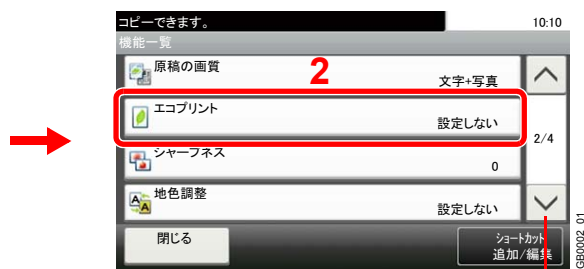 コピーできます。 10:10
機能一覧
原稿の画質 2 文字+写真
エコプリント
設定しない
2/4
シャープネス
0
地色調整
設定しない
閉じる
ショートカット
追加/編集
GB0002_01